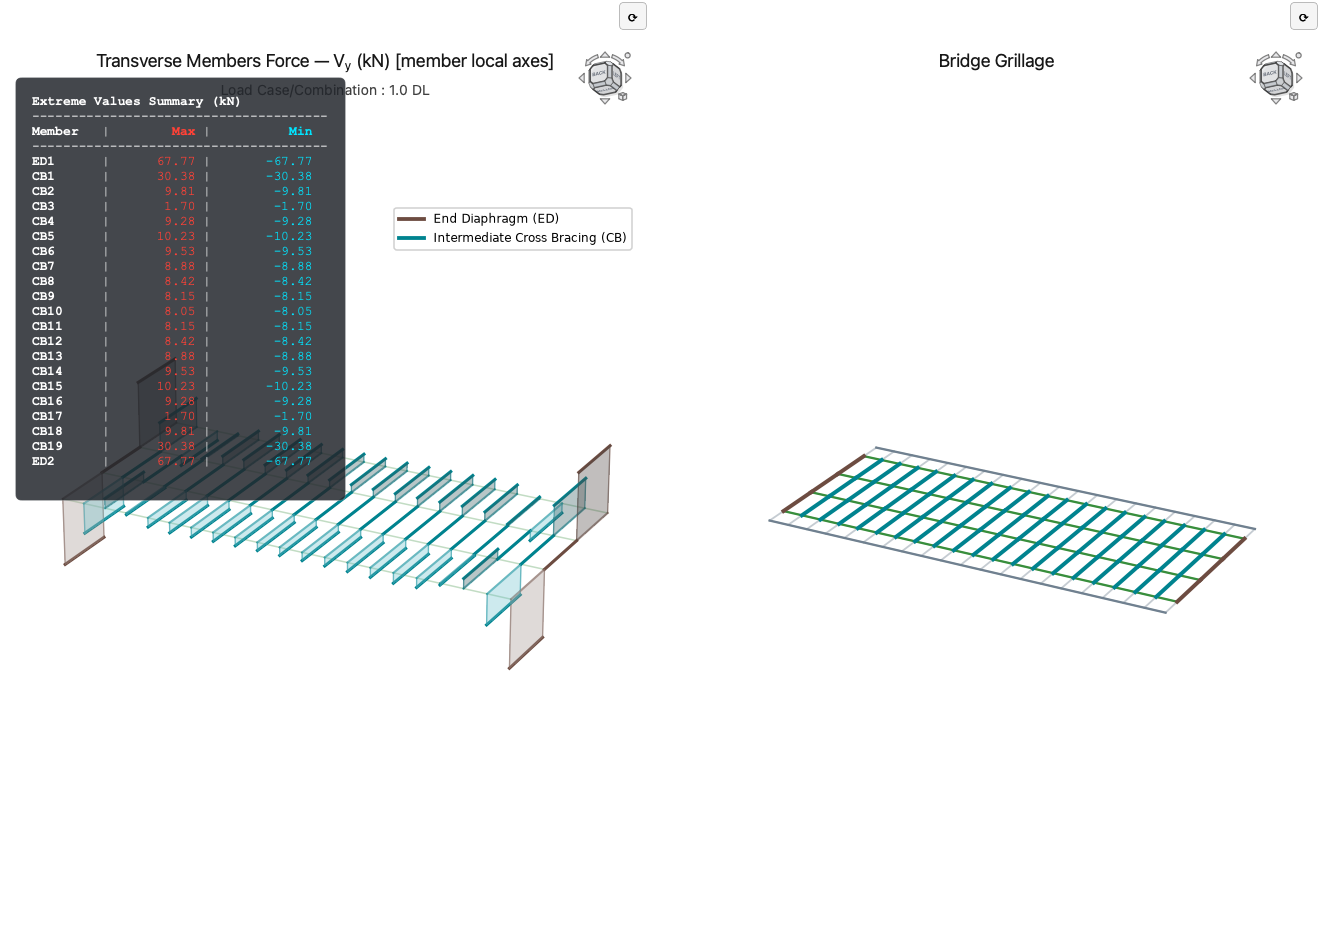 ⟳
⟳
Transverse Members Force — Vy (kN) [member local axes]
Bridge Grillage
BACK
BACK
Load Case/Combination : 1.0 DL
Extreme Values Summary (kN)
--------------------------------------
Member | Max | Min
--------------------------------------
ED1 | 67.77 | -67.77
CB1 | 30.38 | -30.38
CB2 | 9.81 | -9.81
CB3 | 1.70 | -1.70
CB4 | 9.28 | -9.28
CB5 | 10.23 | -10.23
CB6 | 9.53 | -9.53
CB7 | 8.88 | -8.88
CB8 | 8.42 | -8.42
CB9 | 8.15 | -8.15
CB10 | 8.05 | -8.05
CB11 | 8.15 | -8.15
CB12 | 8.42 | -8.42
CB13 | 8.88 | -8.88
CB14 | 9.53 | -9.53
CB15 | 10.23 | -10.23
CB16 | 9.28 | -9.28
CB17 | 1.70 | -1.70
CB18 | 9.81 | -9.81
CB19 | 30.38 | -30.38
ED2 | 67.77 | -67.77
End Diaphragm (ED)
Intermediate Cross Bracing (CB)